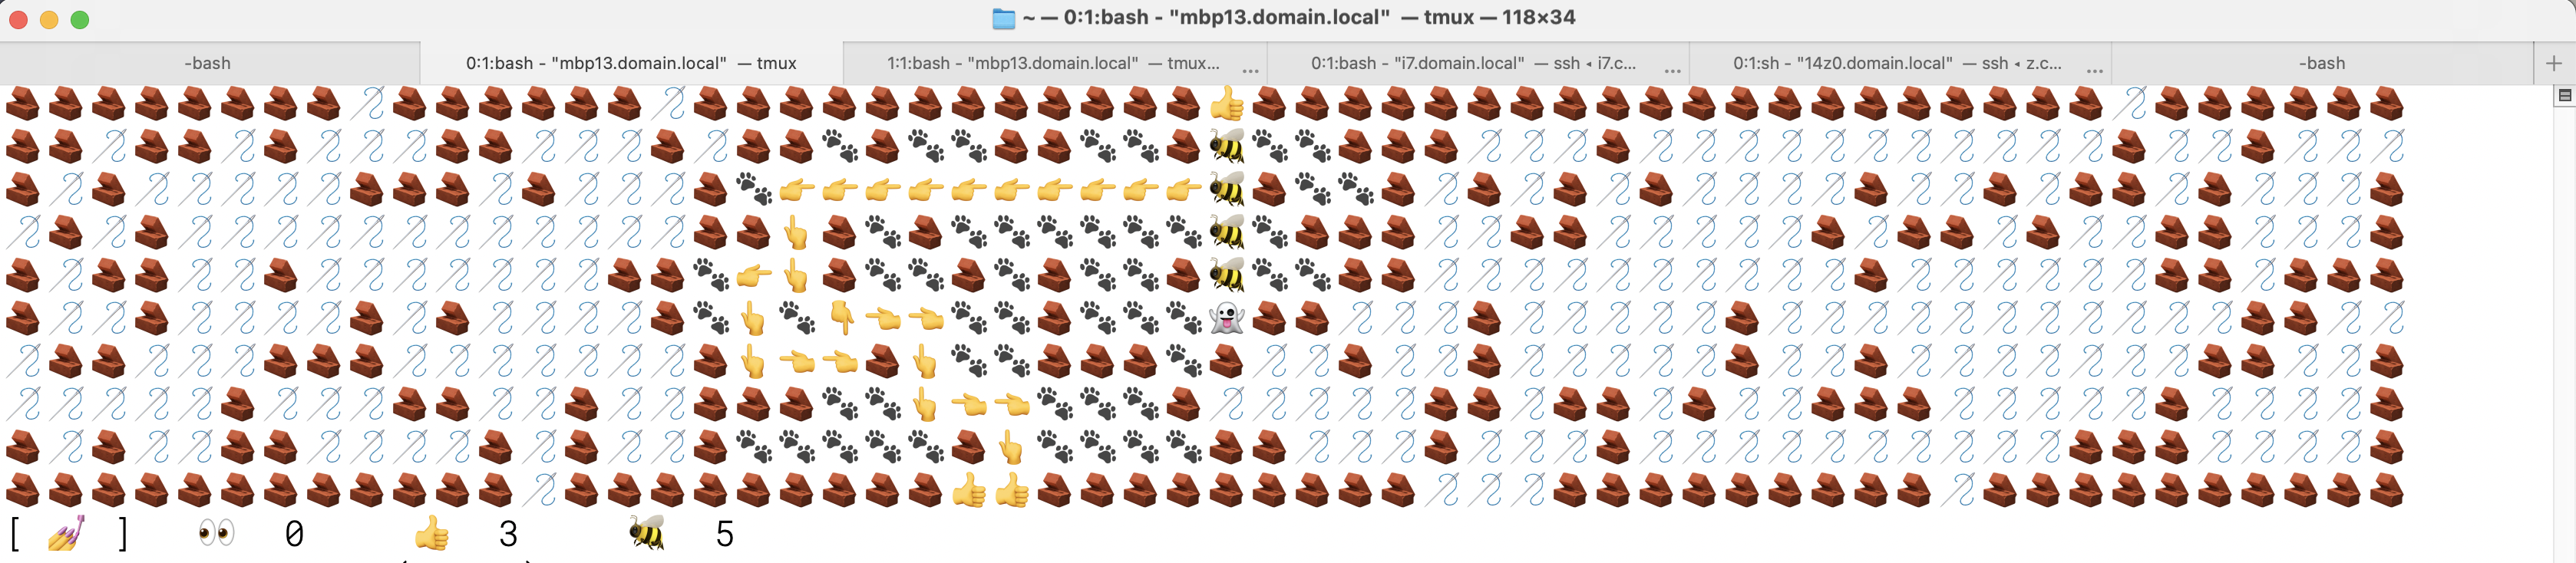 ~ — 0:1:bash - "mbp13.domain.local" — tmux — 118×34
-bash
0:1:bash - "mbp13.domain.local" — tmux
1:1:bash - "mbp13.domain.local" — tmux...
0:1:bash - "i7.domain.local" — ssh ◂ i7.c...
0:1:sh - "14z0.domain.local" — ssh ◂ z.c...
-bash
[ 💅 ] 👀 0 👍 3 🐝 5